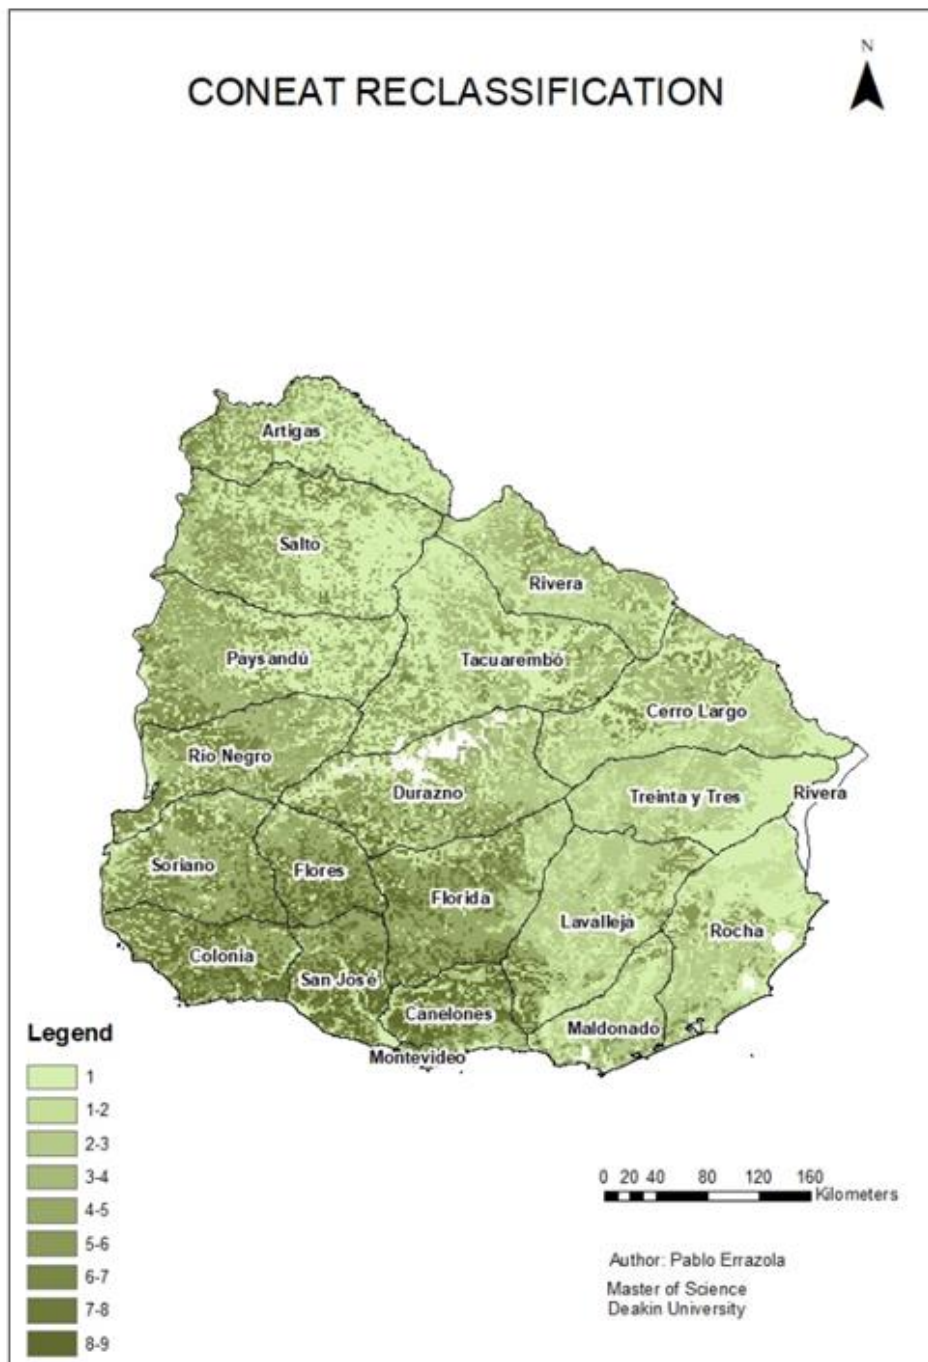 N
CONEAT RECLASSIFICATION
Artigas
Salto
Rivera
Paysandú
Tacuarembó
Cerro Largo
Río Negro
Durazno
Treinta y Tres
Rivera
Soriano
Flores
Florida
Lavalleja
Rocha
Colonia
San José
Canelones
Maldonado
Montevideo
Legend
1
1-2
2-3
3-4
4-5
5-6
6-7
7-8
8-9
0 20 40 80 120 160
Kilometers
Author: Pablo Errazola
Master of Science
Deakin University